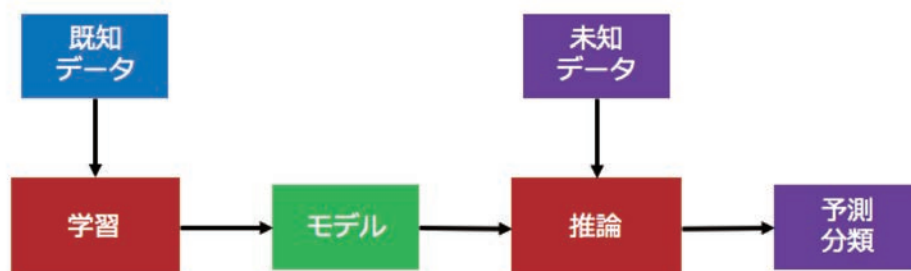 既知
データ
未知
データ
学習
モデル
推論
予測
分類